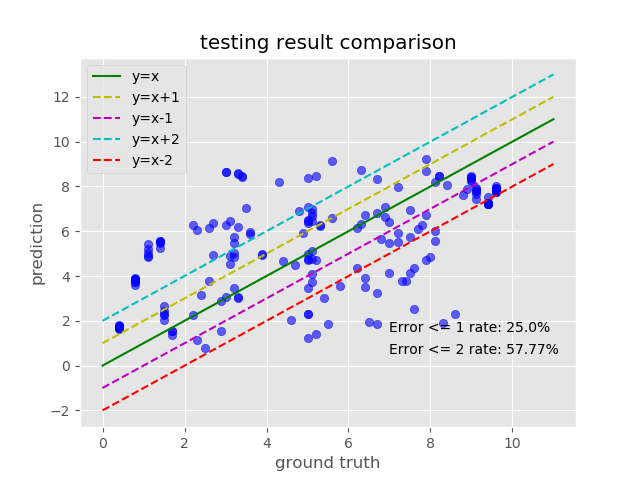 testing result comparison
y=x
y=x+1
y=x-1
y=x+2
y=x-2
12
10
8
6
4
2
0
−2
prediction
Error <= 1 rate: 25.0%
Error <= 2 rate: 57.77%
0 2 4 6 8 10
ground truth